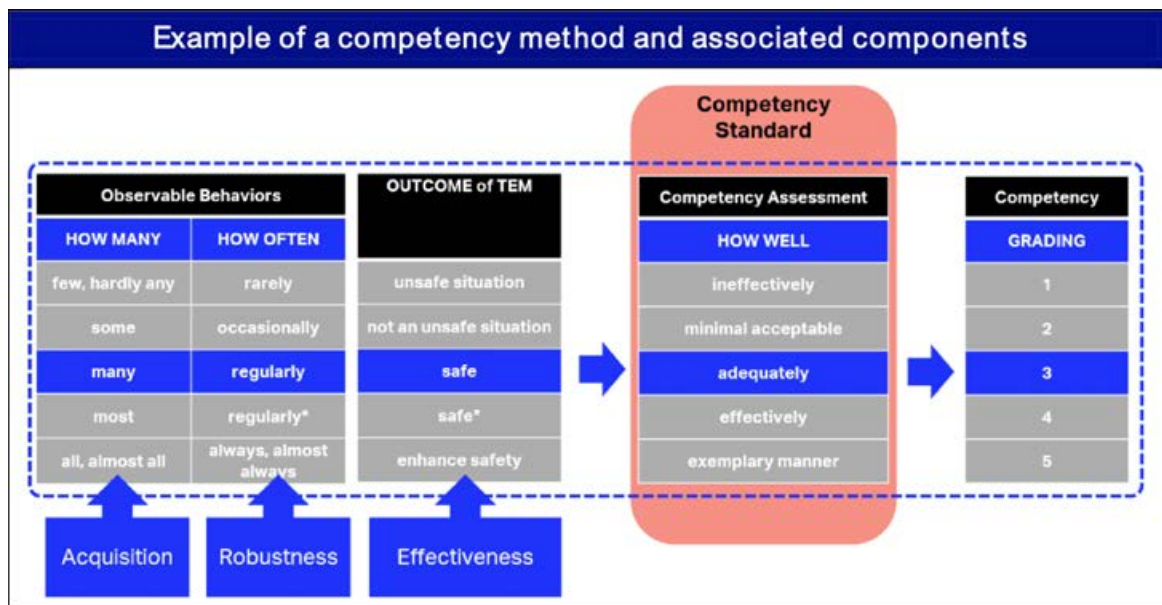 Example of a competency method and associated components
Competency
Standard
Observable Behaviors
OUTCOME of TEM
Competency Assessment
Competency
HOW MANY
HOW OFTEN
HOW WELL
GRADING
few, hardly any
rarely
unsafe situation
ineffectively
1
some
occasionally
not an unsafe situation
minimal acceptable
2
many
regularly
safe
adequately
3
most
regularly*
safe*
effectively
4
all, almost all
always, almost
always
enhance safety
exemplary manner
5
Acquisition
Robustness
Effectiveness